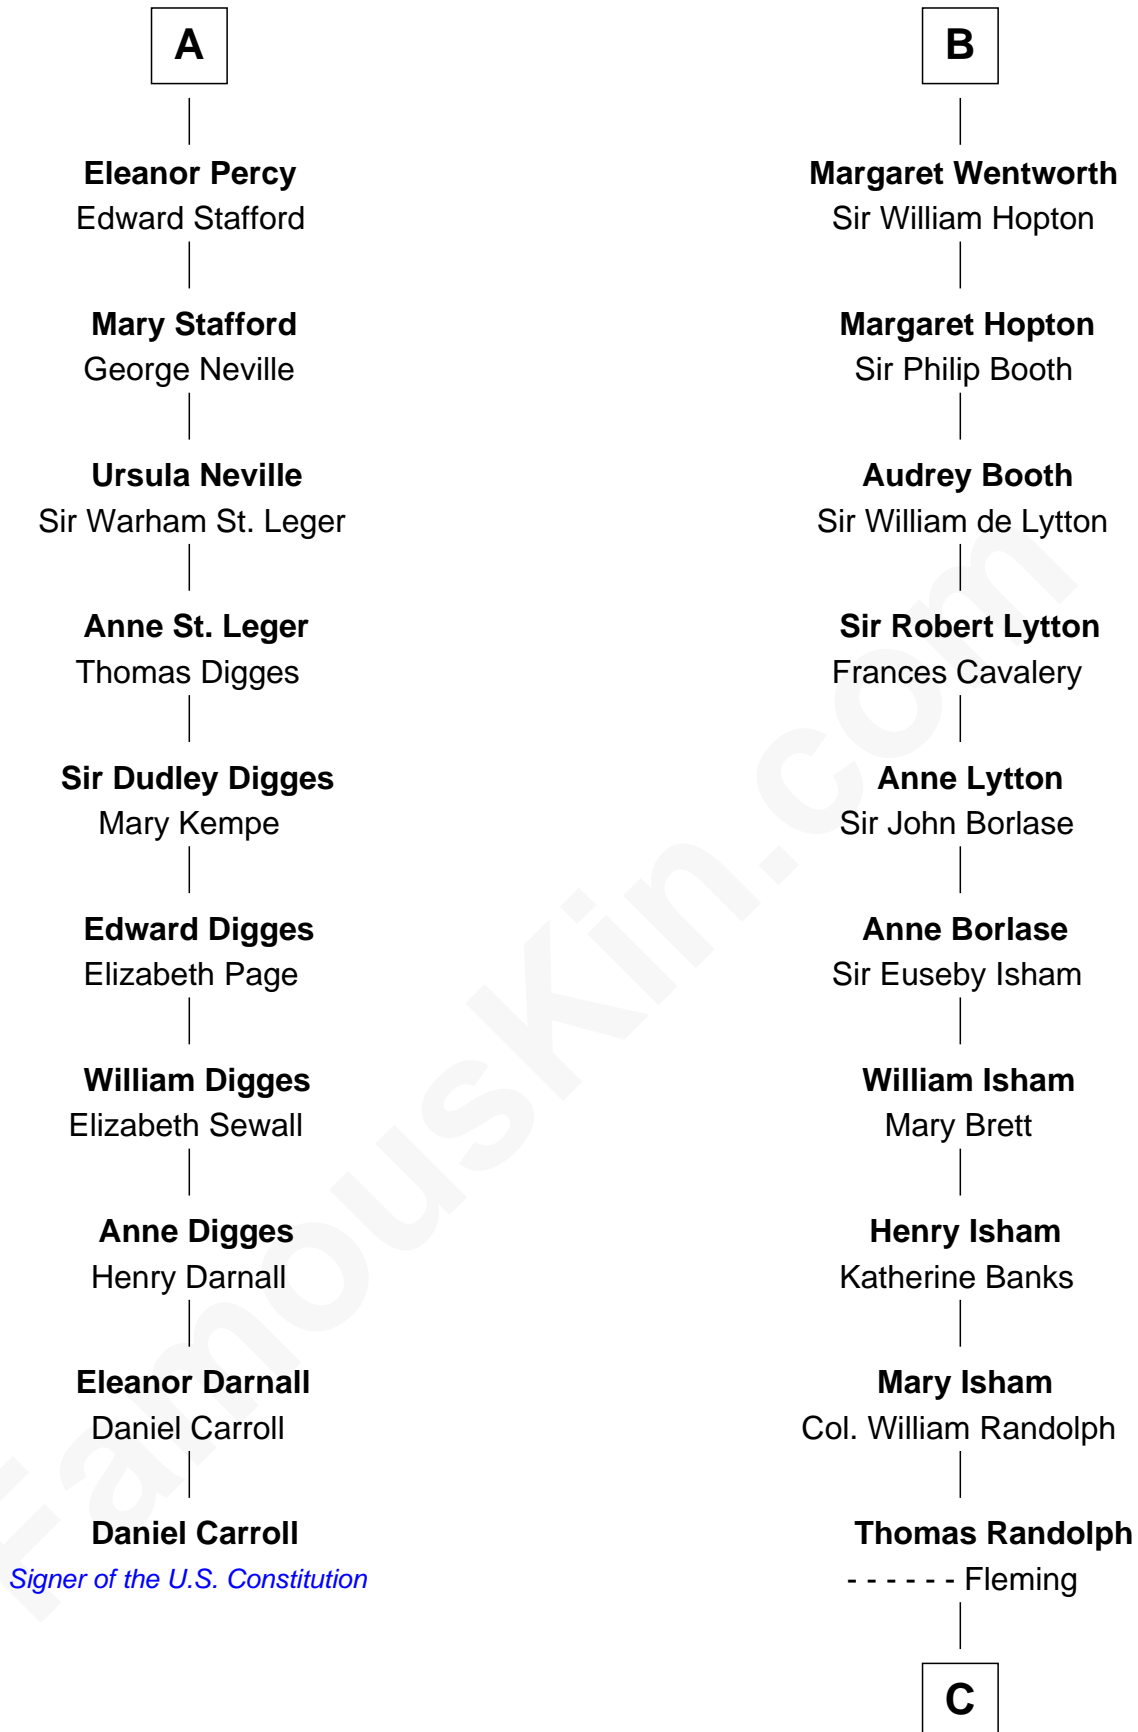 A
Eleanor Percy
Edward Stafford
Mary Stafford
George Neville
Ursula Neville
Sir Warham St. Leger
Anne St. Leger
Thomas Digges
Sir Dudley Digges
Mary Kempe
Edward Digges
Elizabeth Page
William Digges
Elizabeth Sewall
Anne Digges
Henry Darnall
Eleanor Darnall
Daniel Carroll
Daniel Carroll
Signer of the U.S. Constitution
B
Margaret Wentworth
Sir William Hopton
Margaret Hopton
Sir Philip Booth
Audrey Booth
Sir William de Lytton
Sir Robert Lytton
Frances Cavalery
Anne Lytton
Sir John Borlase
Anne Borlase
Sir Euseby Isham
William Isham
Mary Brett
Henry Isham
Katherine Banks
Mary Isham
Col. William Randolph
Thomas Randolph
- - - - - - Fleming
C
FamousKin.com